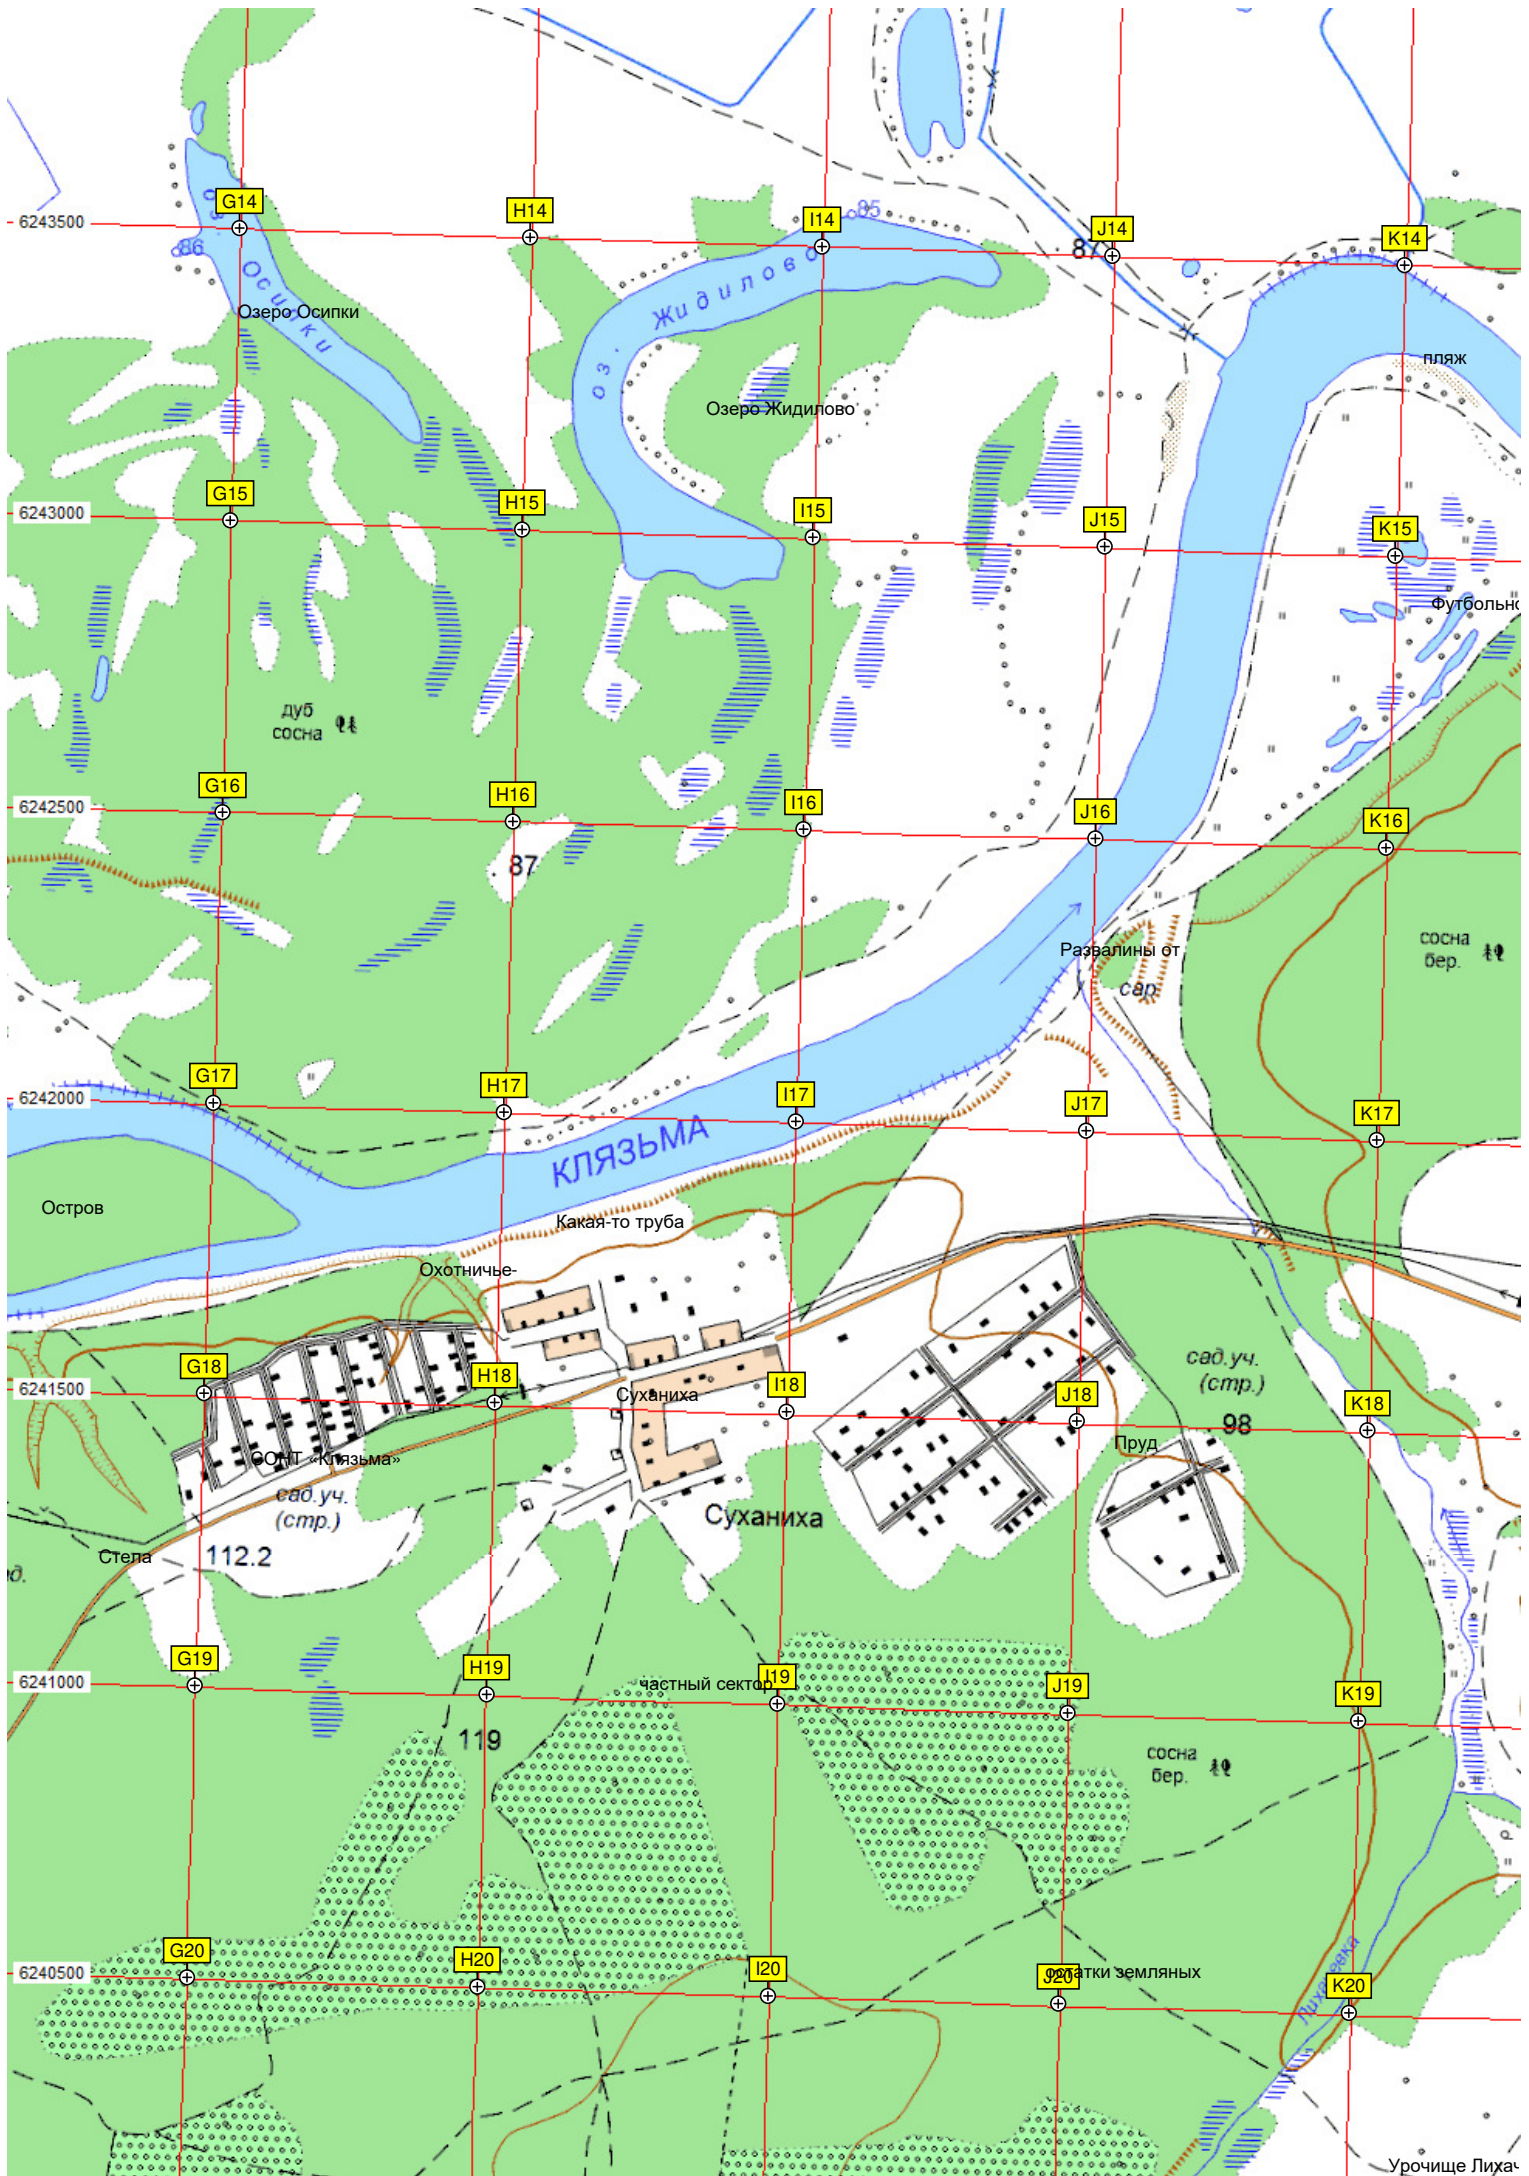 G14
H14
I14
J14
K14
6243500
85
86
87
оз. Осипки
Озеро Осипки
оз. Жидилово
Озеро Жидилово
пляж
G15
H15
I15
J15
K15
6243000
Футбольно
дуб
сосна
G16
H16
I16
J16
K16
6242500
87
сосна
бер.
Развалины от
сар.
G17
H17
I17
J17
K17
6242000
КЛЯЗЬМА
Остров
Какая-то труба
Охотничье-
G18
H18
I18
J18
K18
6241500
сад.уч.
(стр.)
98
Суханиха
Пруд
СОНТ «Клязьма»
сад.уч.
(стр.)
Суханиха
Стела
112.2
G19
H19
I19
J19
K19
6241000
частный сектор
119
сосна
бер.
G20
H20
I20
J20
K20
6240500
остатки земляных
Урочище Лихач